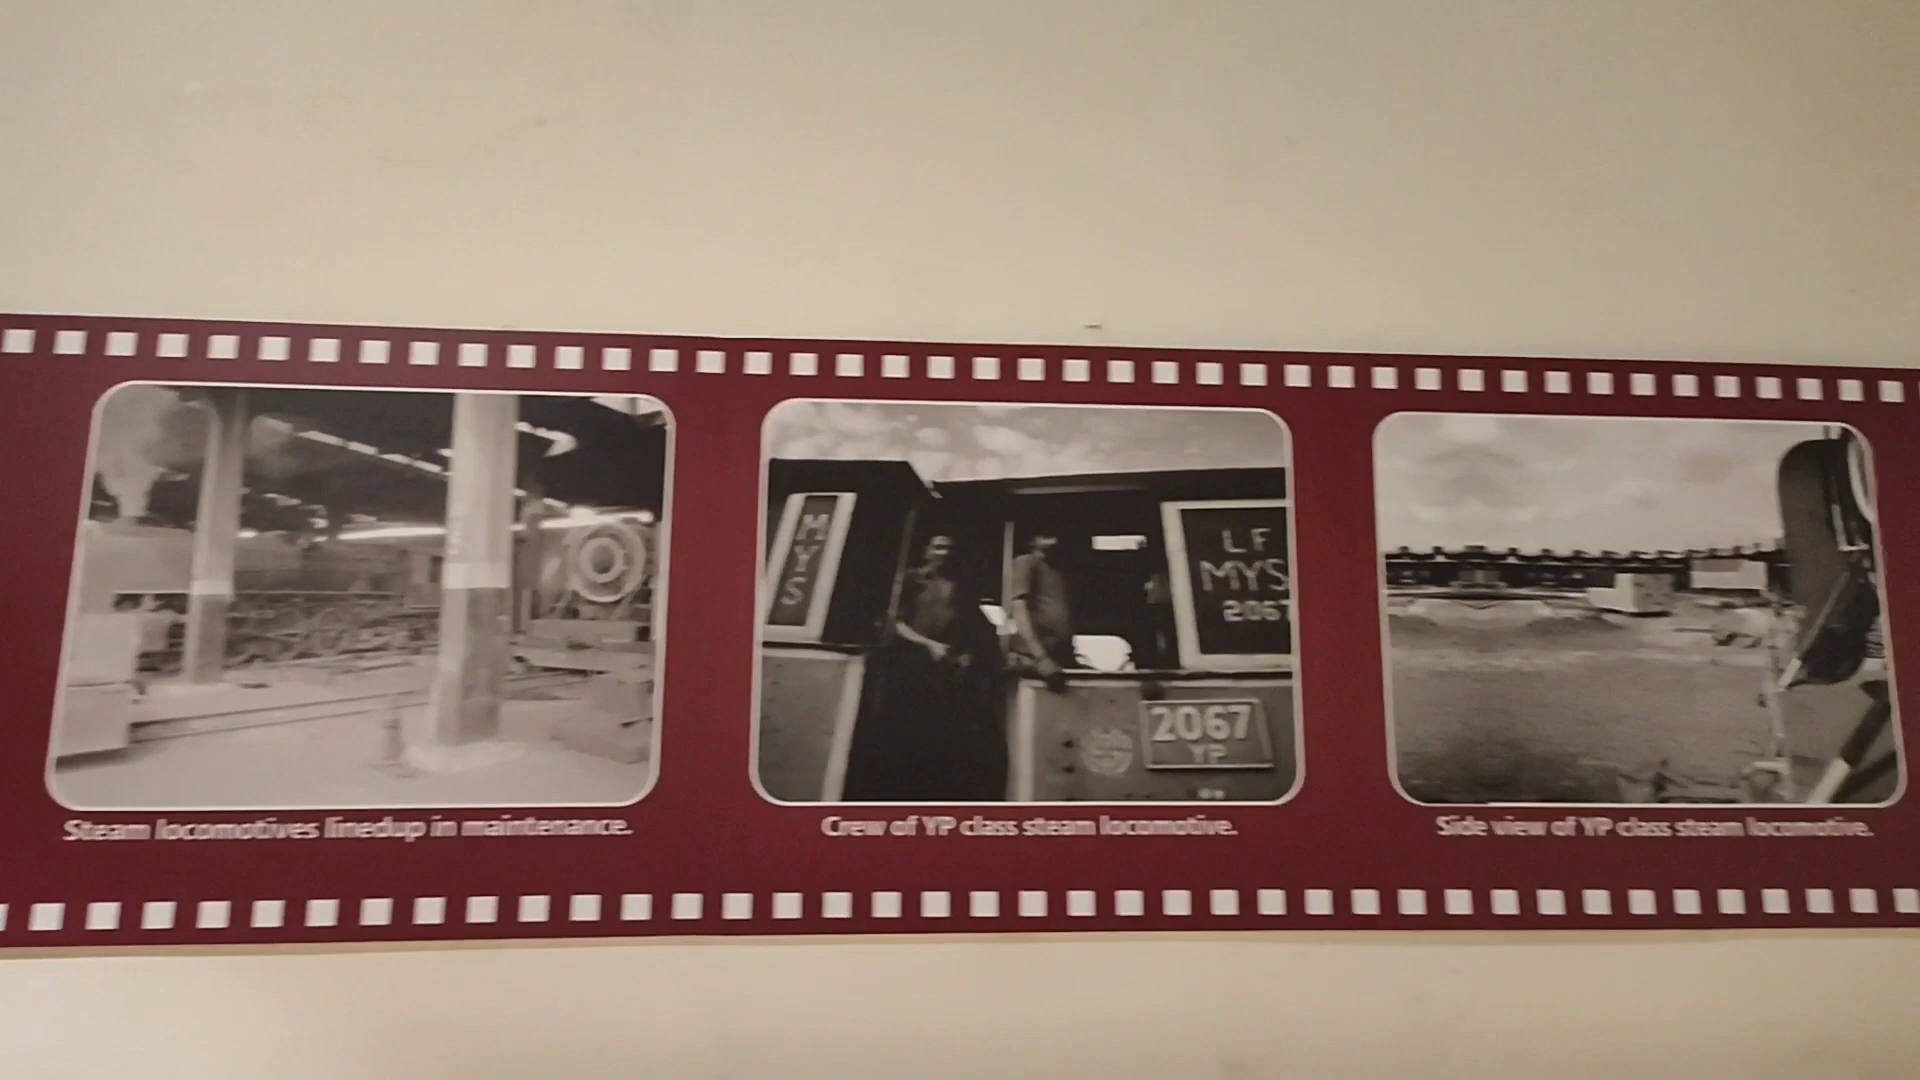 MYS
LF
MYS
2067
2067
YP
Steam locomotives linedup in maintenance.
Crew of YP class steam locomotive.
Side view of YP class steam locomotive.